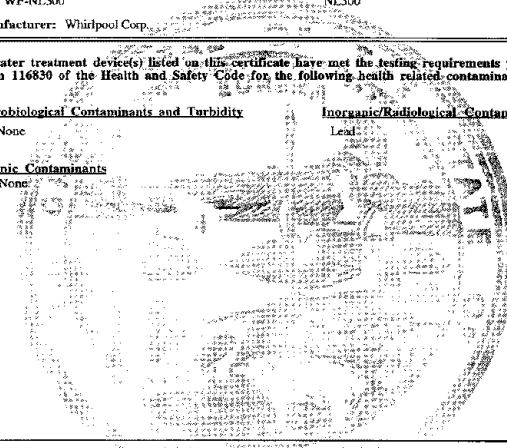 WP-NL300 NL300
nufacturer: Whirlpool Corp.
ater treatment device(s) listed on this certificate have met the testing requirements
n 116830 of the Health and Safety Code for the following health related contamina
robiological Contaminants and Turbidity Inorganic/Radiological Contan
None Lead
nic Contaminants
None